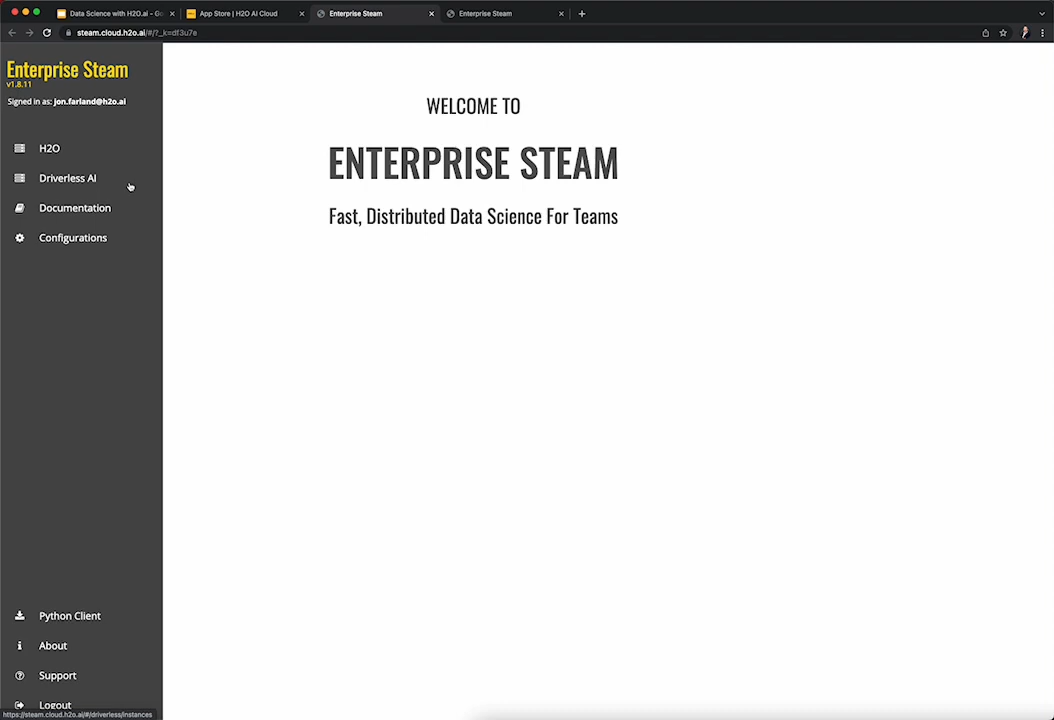 Data Science with H2O.ai - Go
App Store | H2O AI Cloud
Enterprise Steam
Enterprise Steam
steam.cloud.h2o.ai/#/?_k=df3u7e
Enterprise Steam
v1.8.11
Signed in as: jon.farland@h2o.ai
H2O
Driverless AI
Documentation
Configurations
WELCOME TO
ENTERPRISE STEAM
Fast, Distributed Data Science For Teams
Python Client
About
Support
Logout
https://steam.cloud.h2o.ai/#/driverless/instances